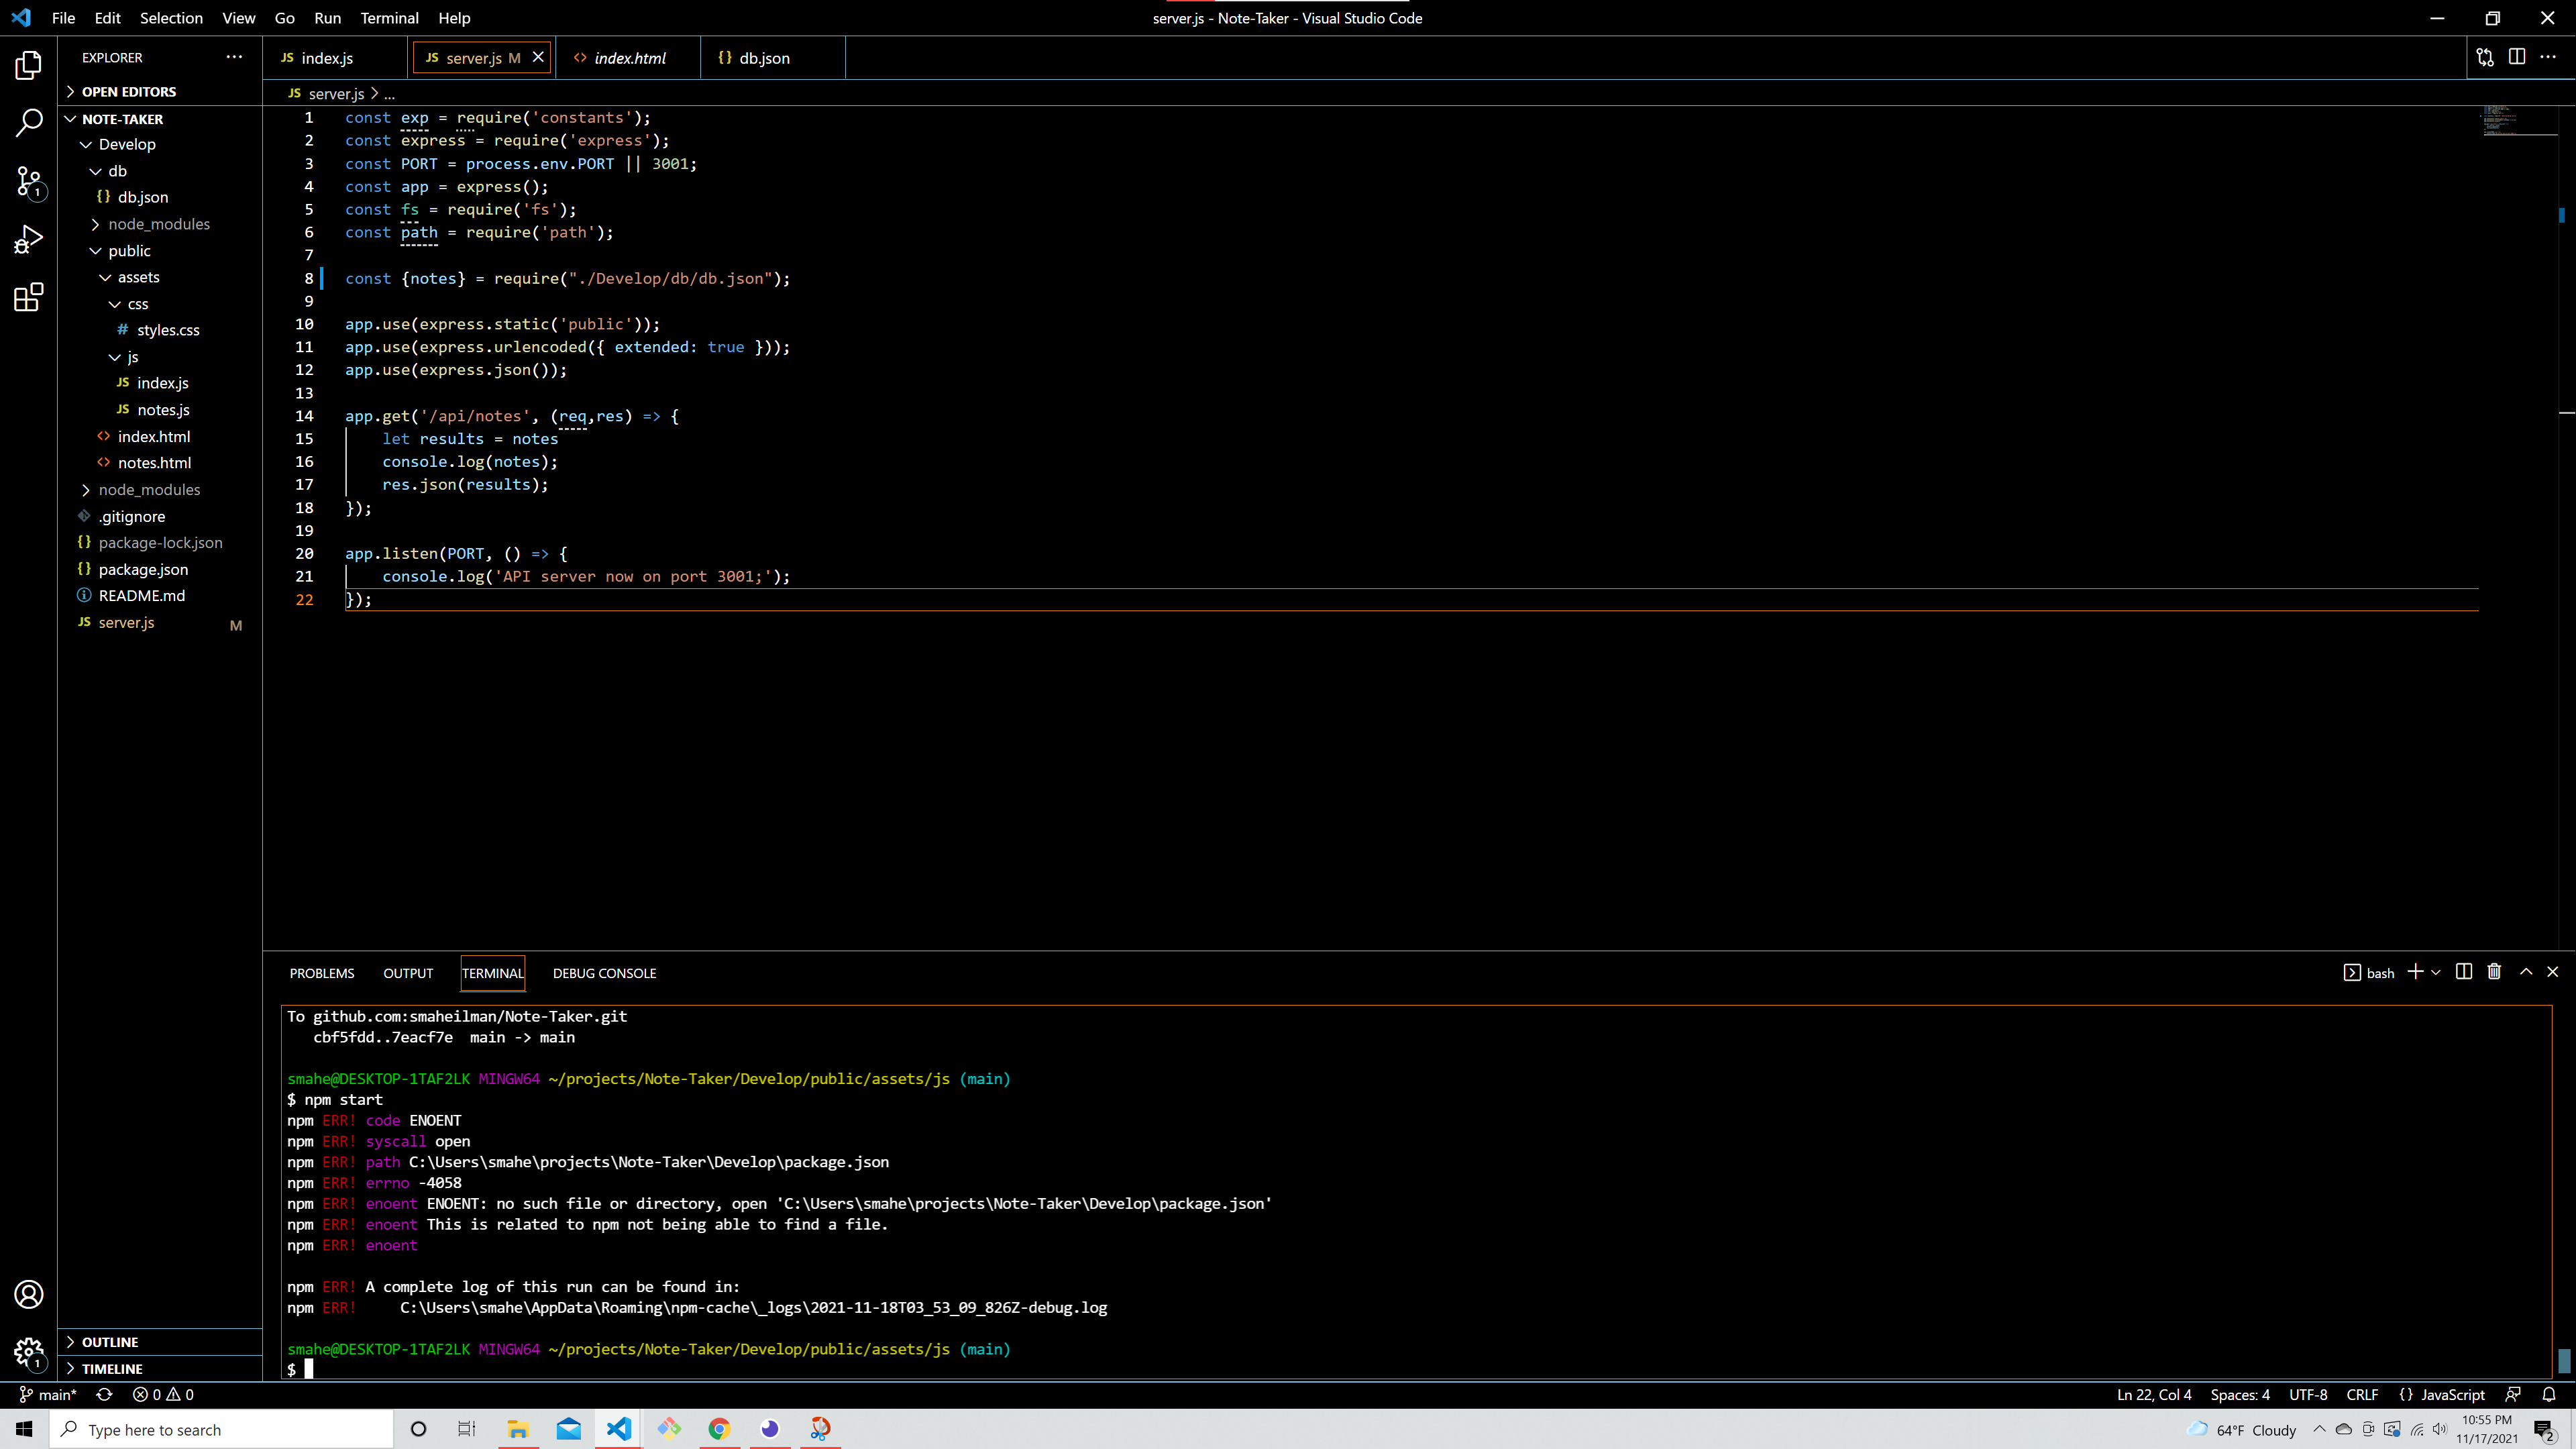 File Edit Selection View Go Run Terminal Help
server.js - Note-Taker - Visual Studio Code
EXPLORER
OPEN EDITORS
NOTE-TAKER
Develop
db
{} db.json
node_modules
public
assets
css
# styles.css
js
JS index.js
JS notes.js
<> index.html
<> notes.html
node_modules
.gitignore
{} package-lock.json
{} package.json
README.md
JS server.js M
OUTLINE
TIMELINE
JS index.js JS server.js M <> index.html {} db.json
JS server.js > ...
1 const exp = require('constants');
2 const express = require('express');
3 const PORT = process.env.PORT || 3001;
4 const app = express();
5 const fs = require('fs');
6 const path = require('path');
7
8 const {notes} = require("./Develop/db/db.json");
9
10 app.use(express.static('public'));
11 app.use(express.urlencoded({ extended: true }));
12 app.use(express.json());
13
14 app.get('/api/notes', (req,res) => {
15 let results = notes
16 console.log(notes);
17 res.json(results);
18 });
19
20 app.listen(PORT, () => {
21 console.log('API server now on port 3001;');
22 });
PROBLEMS OUTPUT TERMINAL DEBUG CONSOLE
bash
To github.com:smaheilman/Note-Taker.git
cbf5fdd..7eacf7e main -> main
smahe@DESKTOP-1TAF2LK MINGW64 ~/projects/Note-Taker/Develop/public/assets/js (main)
$ npm start
npm ERR! code ENOENT
npm ERR! syscall open
npm ERR! path C:\Users\smahe\projects\Note-Taker\Develop\package.json
npm ERR! errno -4058
npm ERR! enoent ENOENT: no such file or directory, open 'C:\Users\smahe\projects\Note-Taker\Develop\package.json'
npm ERR! enoent This is related to npm not being able to find a file.
npm ERR! enoent
npm ERR! A complete log of this run can be found in:
npm ERR! C:\Users\smahe\AppData\Roaming\npm-cache\_logs\2021-11-18T03_53_09_826Z-debug.log
smahe@DESKTOP-1TAF2LK MINGW64 ~/projects/Note-Taker/Develop/public/assets/js (main)
$
1
1
main* 0 0
Ln 22, Col 4 Spaces: 4 UTF-8 CRLF {} JavaScript
Type here to search
64°F Cloudy
10:55 PM
11/17/2021
2